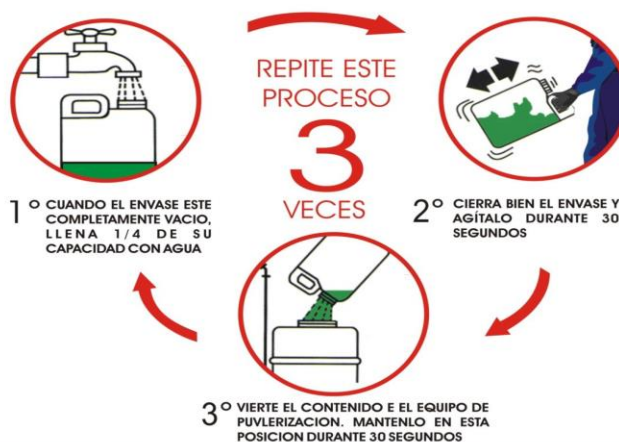 REPITE ESTE
PROCESO
3
VECES
1º CUANDO EL ENVASE ESTE
COMPLETAMENTE VACIO,
LLENA 1/4 DE SU
CAPACIDAD CON AGUA
2º CIERRA BIEN EL ENVASE Y
AGÍTALO DURANTE 30
SEGUNDOS
3º VIERTE EL CONTENIDO E EL EQUIPO DE
PUVLERIZACION. MANTENLO EN ESTA
POSICION DURANTE 30 SEGUNDOS